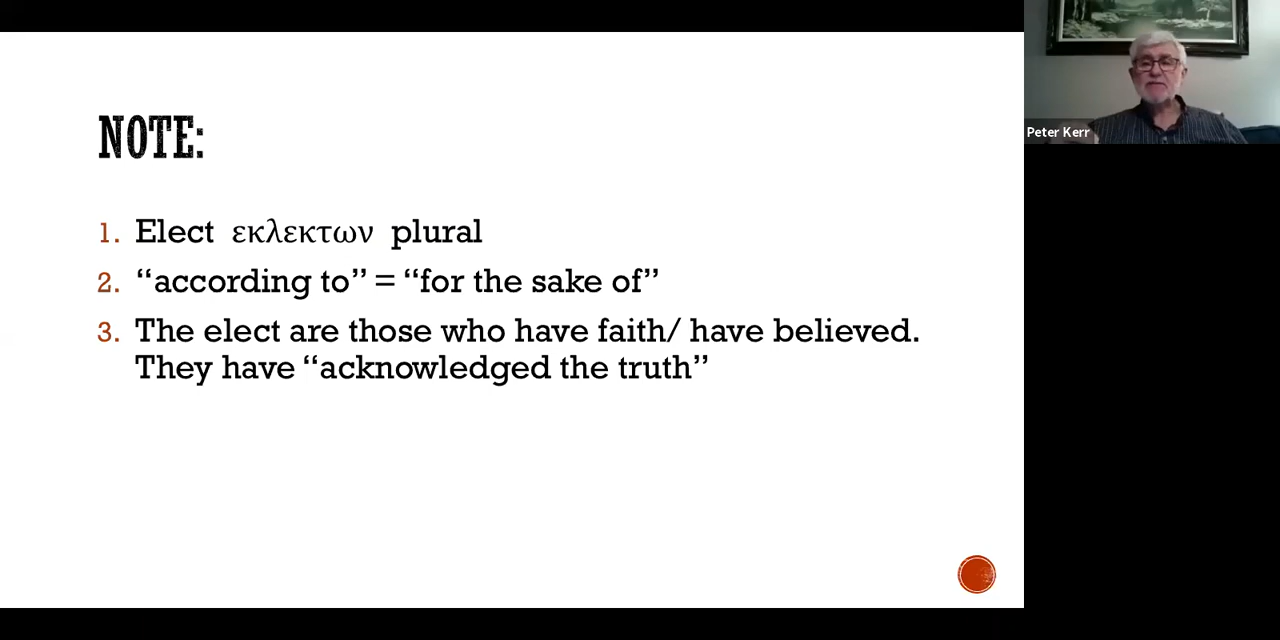 NOTE:
1. Elect εκλεκτων plural
2. “according to” = “for the sake of”
3. The elect are those who have faith/ have believed.
They have “acknowledged the truth”
Peter Kerr